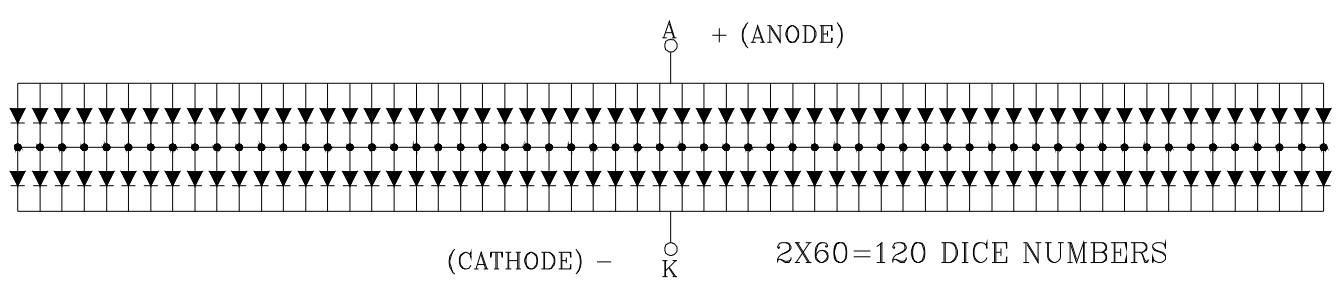 A + (ANODE)
(CATHODE) − K
2X60=120 DICE NUMBERS